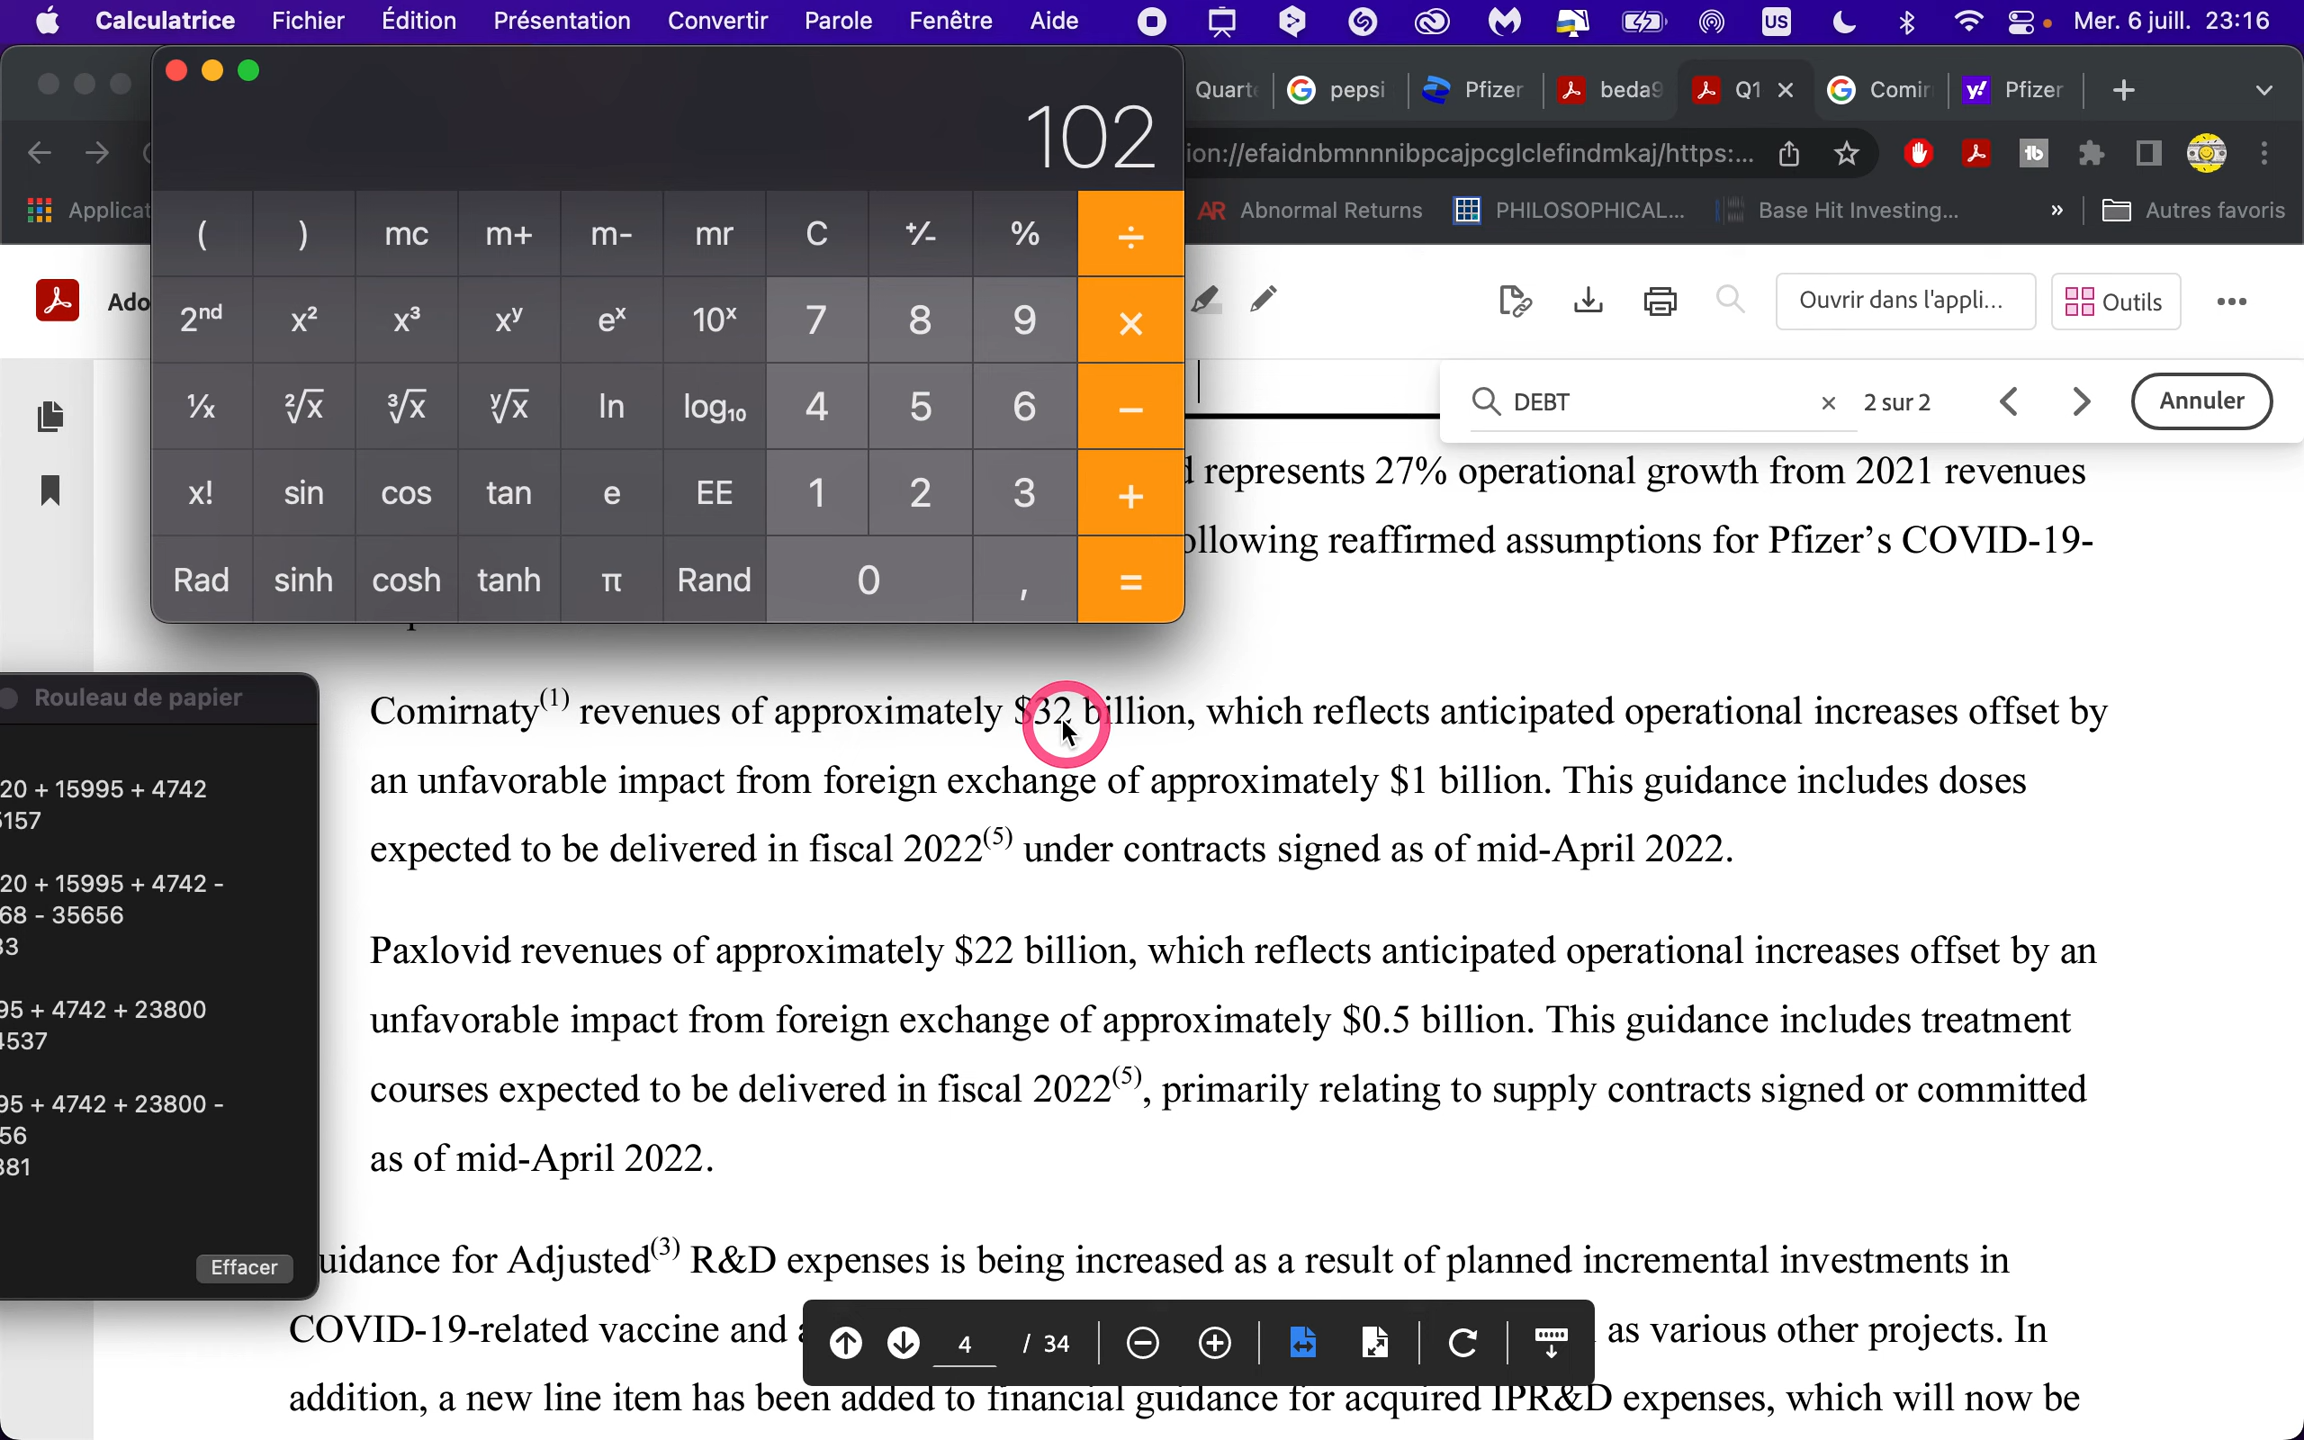 Calculatrice Fichier Édition Présentation Convertir Parole Fenêtre Aide US Mer. 6 juill. 23:16
Quart pepsi Pfizer beda9 Q1 Comir Pfizer
102
ion://efaidnbmnnnibpcajpcglclefindmkaj/https:...
Applicat AR Abnormal Returns PHILOSOPHICAL... Base Hit Investing... » Autres favoris
( ) mc m+ m- mr C +/- % ÷
2nd x² x³ xʸ eˣ 10ˣ 7 8 9 ×
1/x ²√x ³√x ʸ√x ln log₁₀ 4 5 6 −
x! sin cos tan e EE 1 2 3 +
Rad sinh cosh tanh π Rand 0 , =
Ado Ouvrir dans l'appli... Outils
DEBT 2 sur 2 Annuler
represents 27% operational growth from 2021 revenues
ollowing reaffirmed assumptions for Pfizer's COVID-19-
Rouleau de papier
20 + 15995 + 4742
5157
20 + 15995 + 4742 -
68 - 35656
33
95 + 4742 + 23800
4537
95 + 4742 + 23800 -
56
381
Effacer
Comirnaty(1) revenues of approximately $32 billion, which reflects anticipated operational increases offset by
an unfavorable impact from foreign exchange of approximately $1 billion. This guidance includes doses
expected to be delivered in fiscal 2022(5) under contracts signed as of mid-April 2022.
Paxlovid revenues of approximately $22 billion, which reflects anticipated operational increases offset by an
unfavorable impact from foreign exchange of approximately $0.5 billion. This guidance includes treatment
courses expected to be delivered in fiscal 2022(5), primarily relating to supply contracts signed or committed
as of mid-April 2022.
uidance for Adjusted(3) R&D expenses is being increased as a result of planned incremental investments in
COVID-19-related vaccine and as various other projects. In
4 / 34
addition, a new line item has been added to financial guidance for acquired IPR&D expenses, which will now be